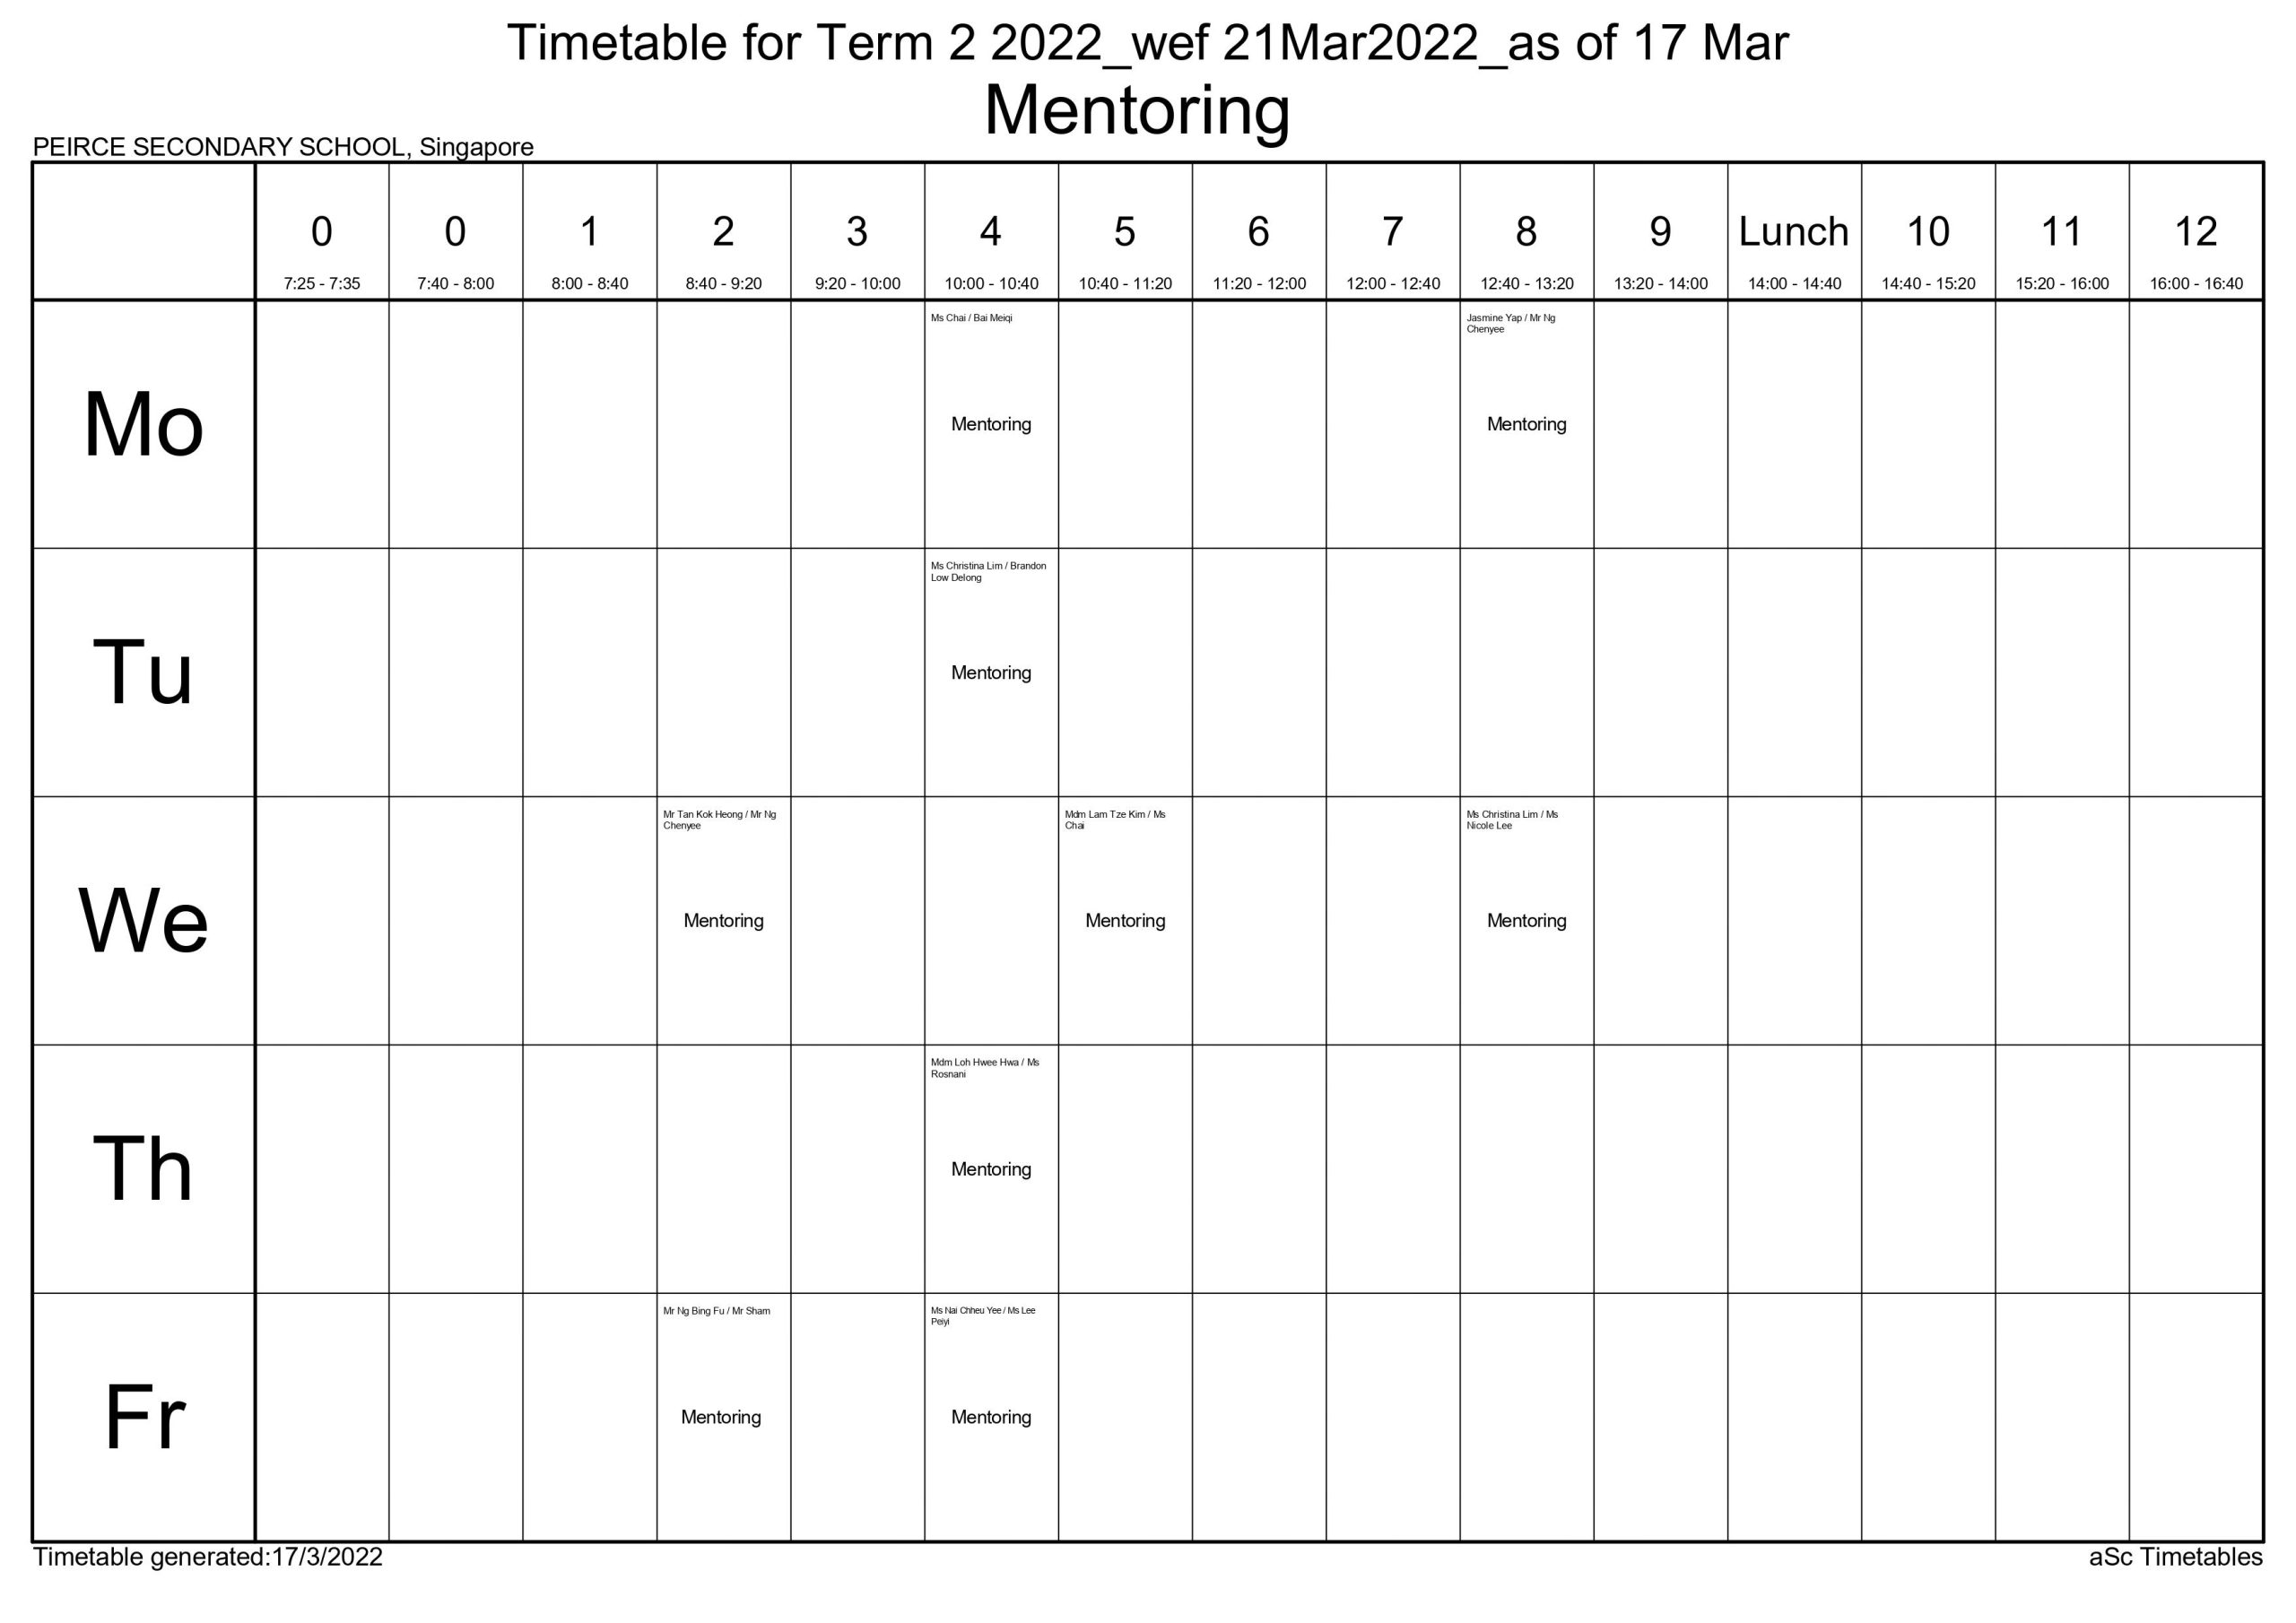 Timetable for Term 2 2022_wef 21Mar2022_as of 17 Mar
Mentoring
PEIRCE SECONDARY SCHOOL, Singapore
0 0 1 2 3 4 5 6 7 8 9 Lunch 10 11 12
7:25 - 7:35 7:40 - 8:00 8:00 - 8:40 8:40 - 9:20 9:20 - 10:00 10:00 - 10:40 10:40 - 11:20 11:20 - 12:00 12:00 - 12:40 12:40 - 13:20 13:20 - 14:00 14:00 - 14:40 14:40 - 15:20 15:20 - 16:00 16:00 - 16:40
Mo
Ms Chai / Bai Meiqi
Mentoring
Jasmine Yap / Mr Ng
Chenyee
Mentoring
Tu
Ms Christina Lim / Brandon
Low Delong
Mentoring
We
Mr Tan Kok Heong / Mr Ng
Chenyee
Mentoring
Mdm Lam Tze Kim / Ms
Chai
Mentoring
Ms Christina Lim / Ms
Nicole Lee
Mentoring
Th
Mdm Loh Hwee Hwa / Ms
Rosnani
Mentoring
Fr
Mr Ng Bing Fu / Mr Sham
Mentoring
Ms Nai Chheu Yee / Ms Lee
Peiyi
Mentoring
Timetable generated:17/3/2022
aSc Timetables